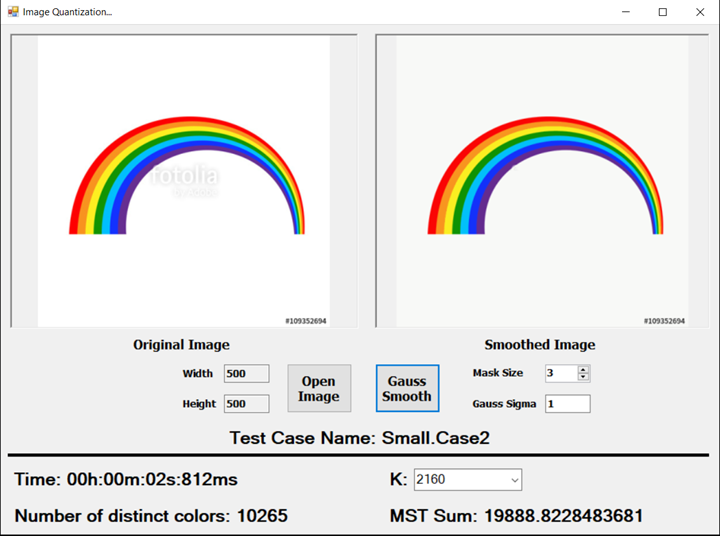 Image Quantization...
fotolia
#109352694
#109352694
Original Image
Smoothed Image
Width 500
Height 500
Open
Image
Gauss
Smooth
Mask Size 3
Gauss Sigma 1
Test Case Name: Small.Case2
Time: 00h:00m:02s:812ms
K: 2160
Number of distinct colors: 10265
MST Sum: 19888.8228483681